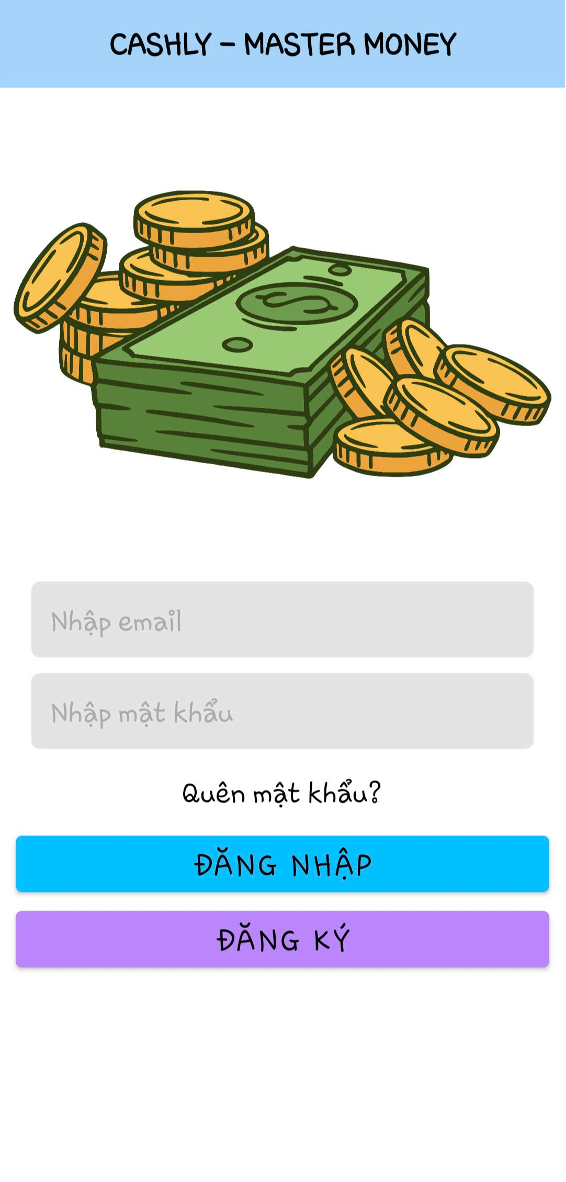 CASHLY – MASTER MONEY
Nhập email
Nhập mật khẩu
Quên mật khẩu?
ĐĂNG NHẬP
ĐĂNG KÝ